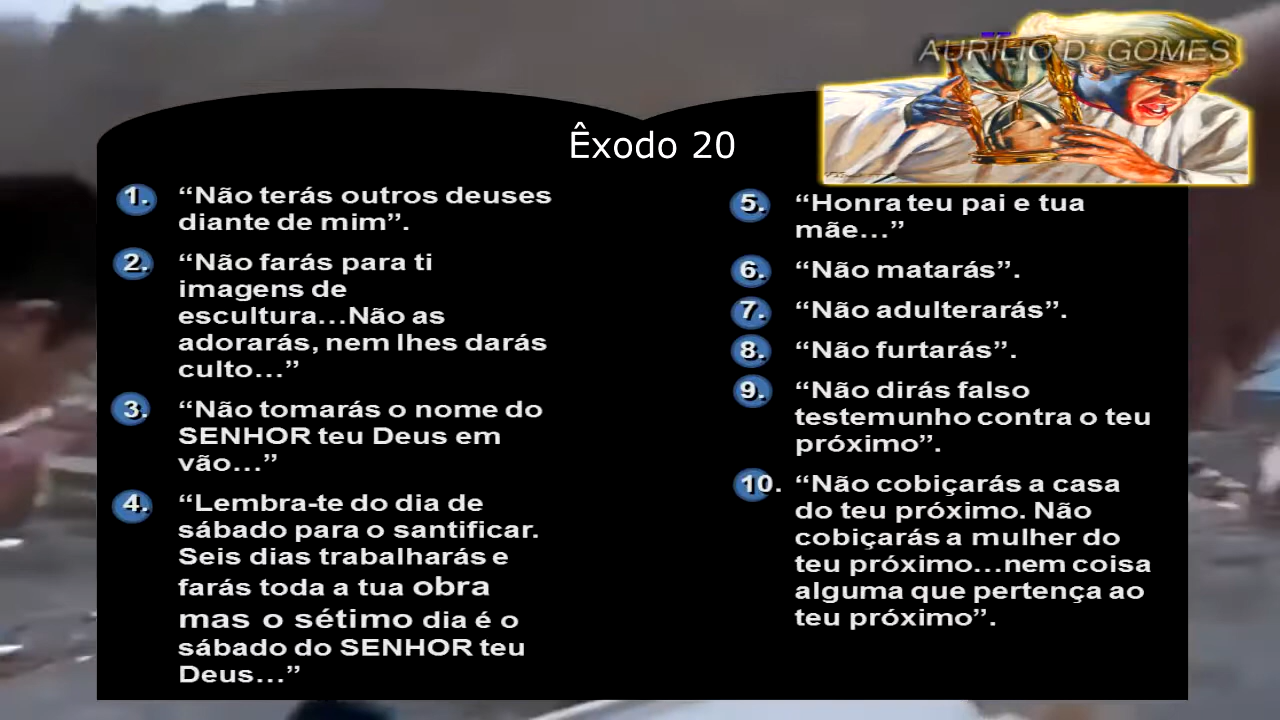 AURÍLIO D' GOMES
Êxodo 20
1. “Não terás outros deuses
diante de mim”.
2. “Não farás para ti
imagens de
escultura...Não as
adorarás, nem lhes darás
culto...”
3. “Não tomarás o nome do
SENHOR teu Deus em
vão...”
4. “Lembra-te do dia de
sábado para o santificar.
Seis dias trabalharás e
farás toda a tua obra
mas o sétimo dia é o
sábado do SENHOR teu
Deus...”
5. “Honra teu pai e tua
mãe...”
6. “Não matarás”.
7. “Não adulterarás”.
8. “Não furtarás”.
9. “Não dirás falso
testemunho contra o teu
próximo”.
10. “Não cobiçarás a casa
do teu próximo. Não
cobiçarás a mulher do
teu próximo...nem coisa
alguma que pertença ao
teu próximo”.